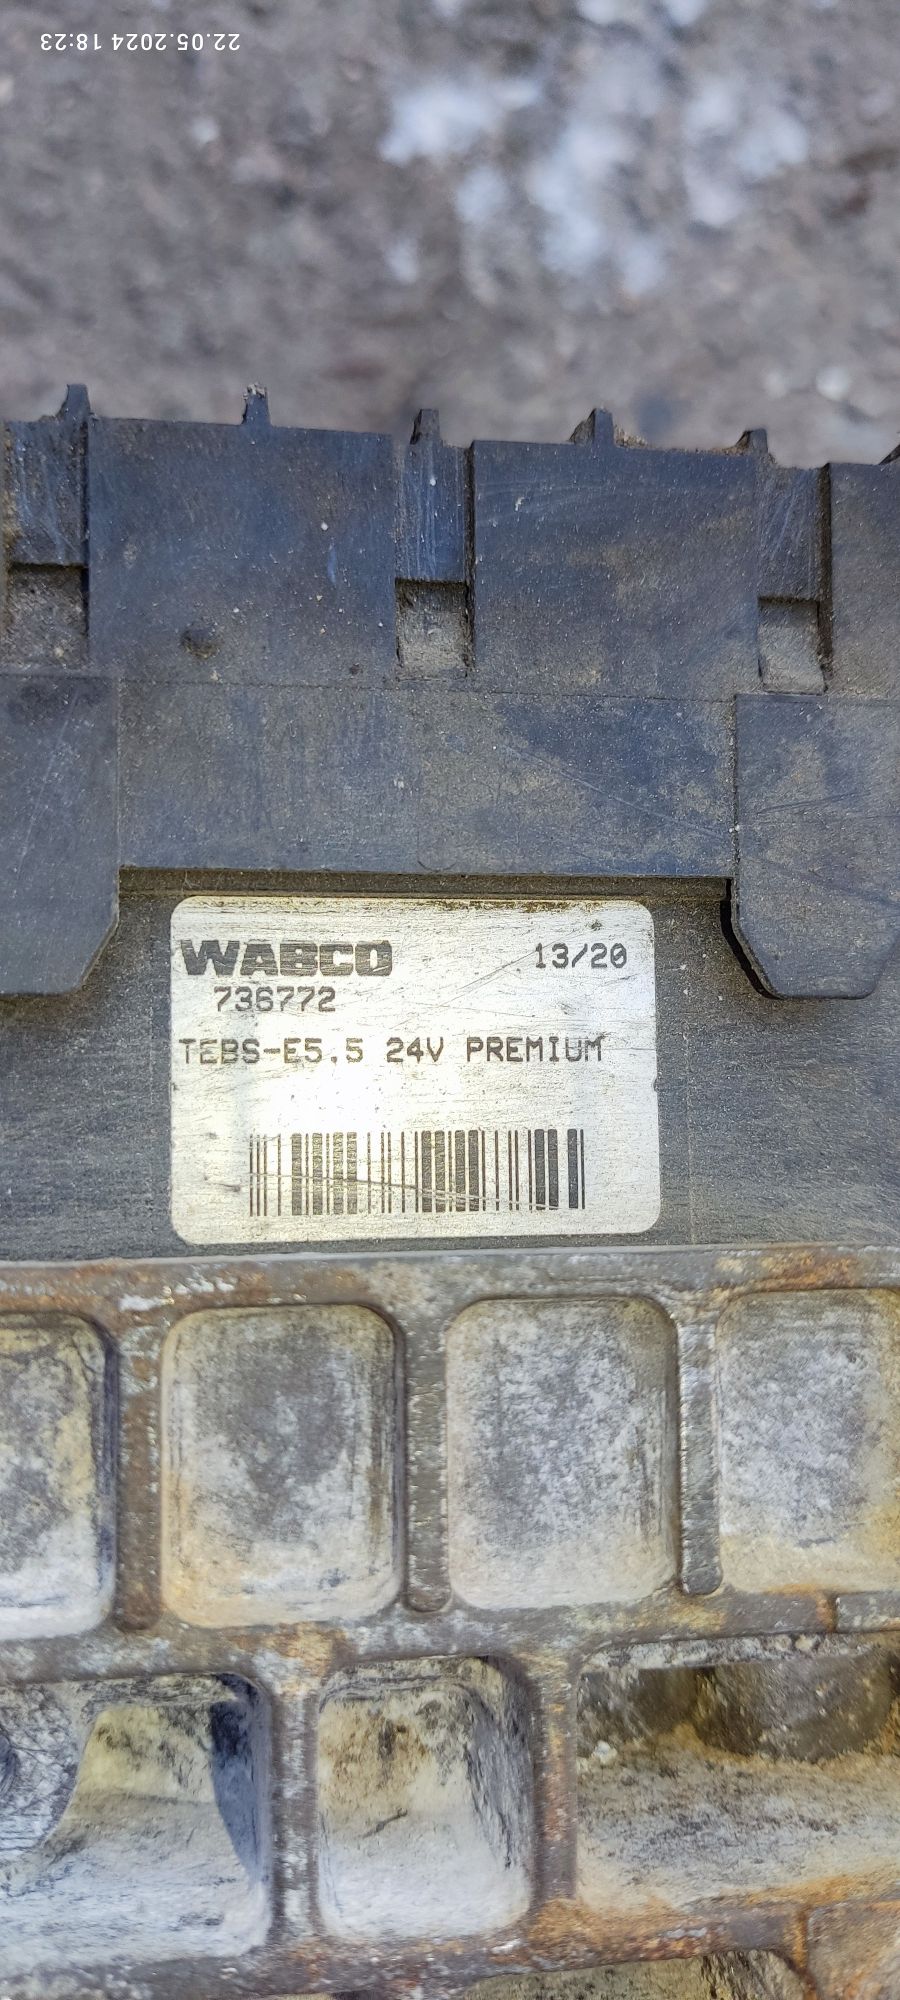 22.05.2024 18:23
WABCO 13/20
736772
TEBS-E5.5 24V PREMIUM